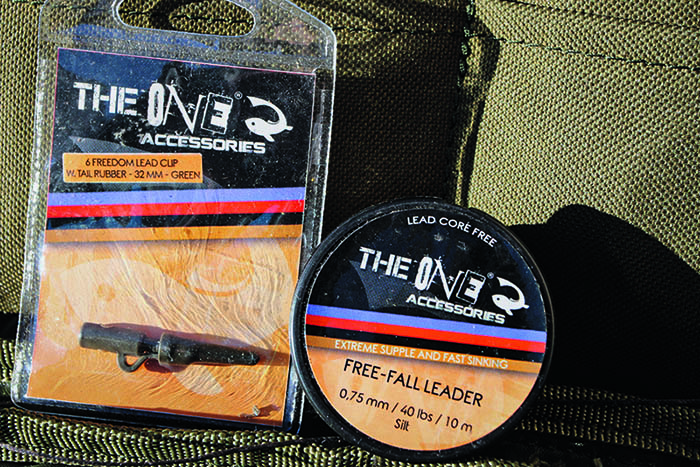 THE ONE®
ACCESSORIES
6 FREEDOM LEAD CLIP
W. TAIL RUBBER - 32 MM - GREEN
LEAD CORE FREE
THE ONE®
ACCESSORIES
EXTREME SUPPLE AND FAST SINKING
FREE-FALL LEADER
0,75 mm / 40 lbs / 10 m
Silt